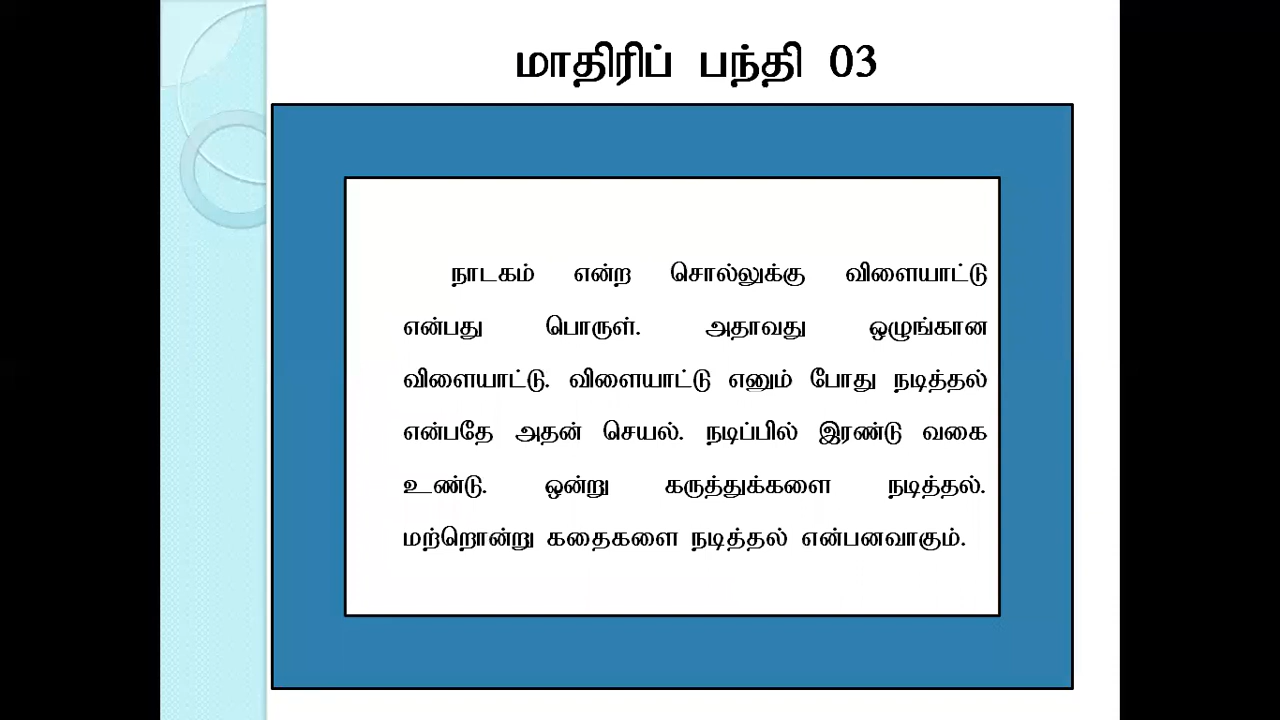 மாதிரிப் பந்தி 03
நாடகம் என்ற சொல்லுக்கு விளையாட்டு
என்பது பொருள். அதாவது ஒழுங்கான
விளையாட்டு. விளையாட்டு எனும் போது நடித்தல்
என்பதே அதன் செயல். நடிப்பில் இரண்டு வகை
உண்டு. ஒன்று கருத்துக்களை நடித்தல்.
மற்றொன்று கதைகளை நடித்தல் என்பனவாகும்.